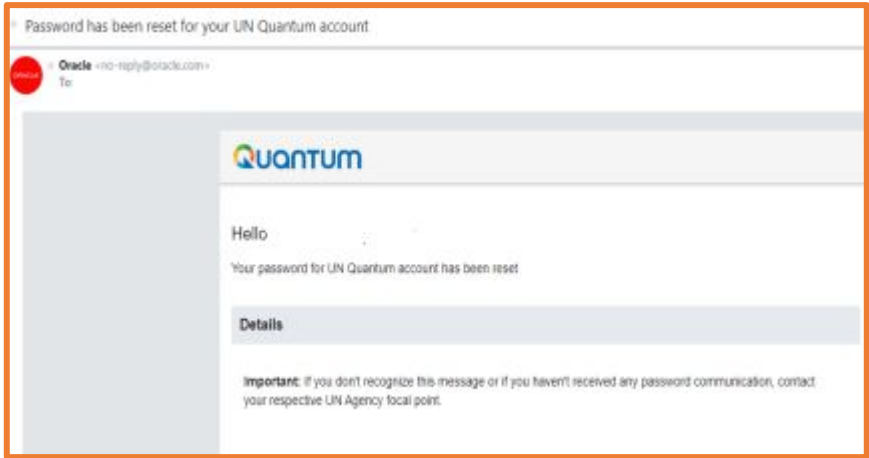 Password has been reset for your UN Quantum account
Oracle <no-reply@oracle.com>
To:
Quantum
Hello
Your password for UN Quantum account has been reset
Details
Important: If you don't recognize this message or if you haven't received any password communication, contact
your respective UN Agency focal point.